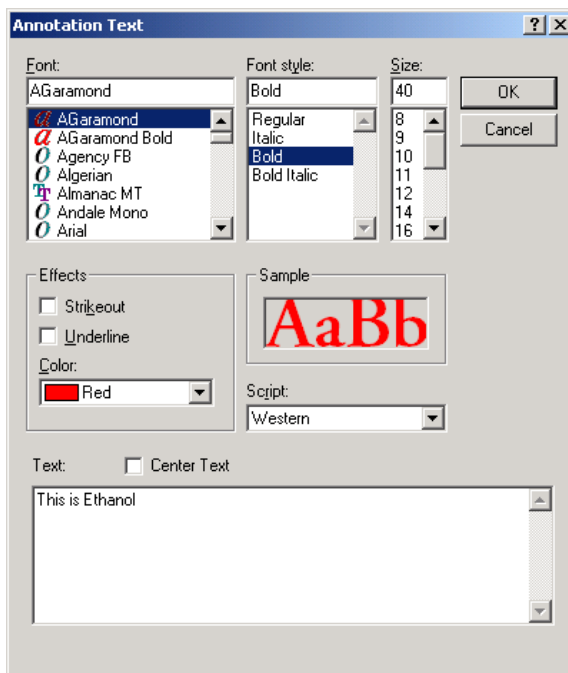 Annotation Text
Font:
AGaramond
AGaramond
AGaramond Bold
Agency FB
Algerian
Almanac MT
Andale Mono
Arial
Font style:
Bold
Regular
Italic
Bold
Bold Italic
Size:
40
8
9
10
11
12
14
16
OK
Cancel
Effects
Strikeout
Underline
Color:
Red
Sample
AaBb
Script:
Western
Text:
Center Text
This is Ethanol